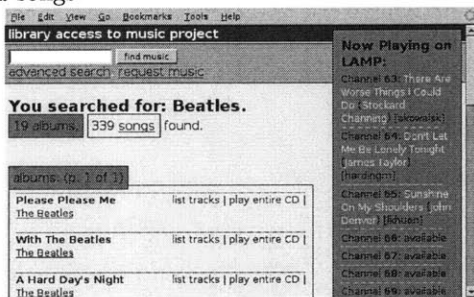 File Edit View Go Bookmarks Tools Help
library access to music project
find music
advanced search request music
You searched for: Beatles.
19 albums, 339 songs found.
albums: (p. 1 of 1)
Please Please Me list tracks | play entire CD |
The Beatles
With The Beatles list tracks | play entire CD |
The Beatles
A Hard Day's Night list tracks | play entire CD |
The Beatles
Now Playing on
LAMP:
Channel 63: There Are
Worse Things I Could
Do (Stockard
Channing) [skowalsk]
Channel 64: Don't Let
Me Be Lonely Tonight
(James Taylor)
[hardingm]
Channel 65: Sunshine
On My Shoulders (John
Denver) [lkhuon]
Channel 66: available
Channel 67: available
Channel 68: available
Channel 69: available